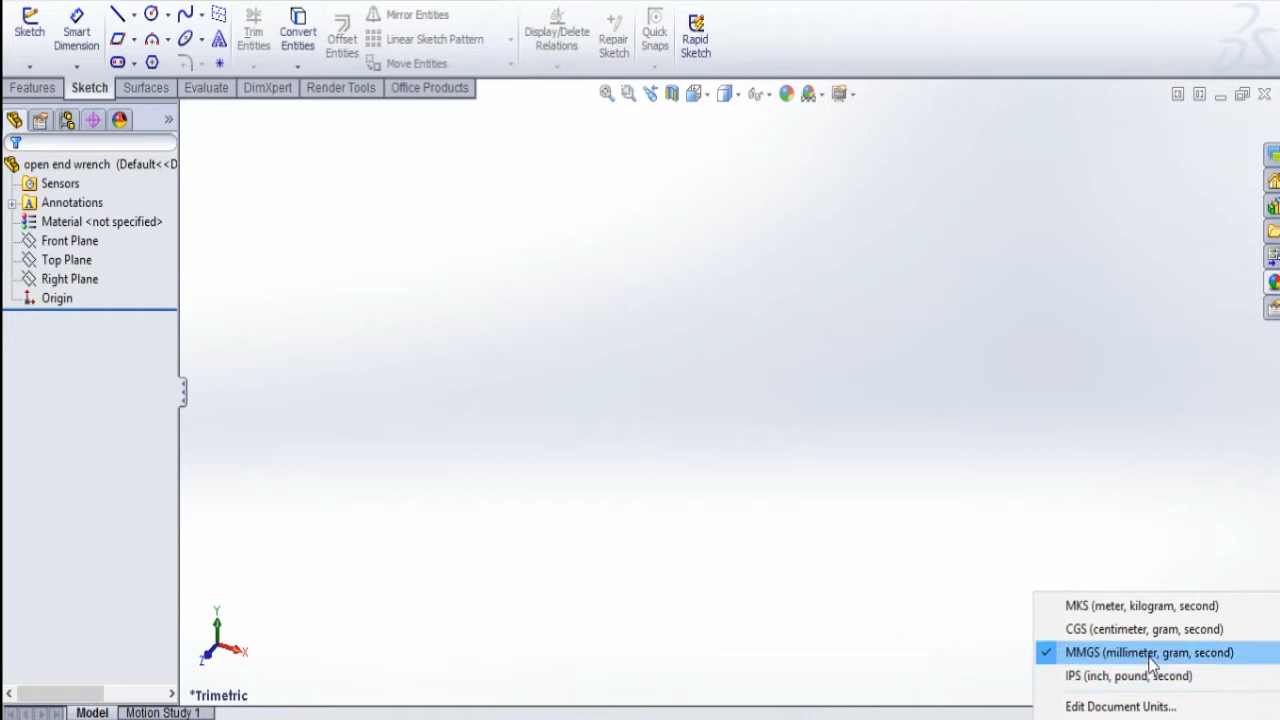 Sketch
Smart
Dimension
Trim
Entities
Convert
Entities
Offset
Entities
Mirror Entities
Linear Sketch Pattern
Move Entities
Display/Delete
Relations
Repair
Sketch
Quick
Snaps
Rapid
Sketch
Features
Sketch
Surfaces
Evaluate
DimXpert
Render Tools
Office Products
open end wrench (Default<<D
Sensors
Annotations
Material <not specified>
Front Plane
Top Plane
Right Plane
Origin
Y
X
Z
*Trimetric
MKS (meter, kilogram, second)
CGS (centimeter, gram, second)
MMGS (millimeter, gram, second)
IPS (inch, pound, second)
Edit Document Units...
Model
Motion Study 1